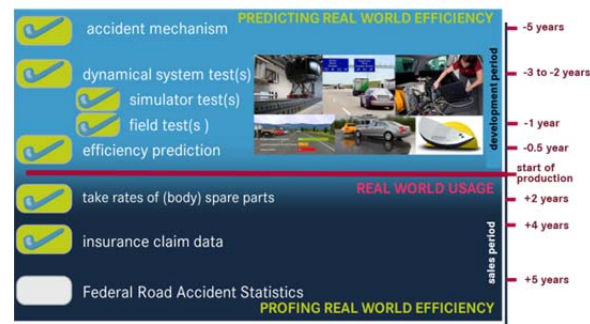 PREDICTING REAL WORLD EFFICIENCY
accident mechanism
-5 years
dynamical system test(s)
-3 to -2 years
simulator test(s)
field test(s )
-1 year
efficiency prediction
-0.5 year
development period
start of
production
REAL WORLD USAGE
take rates of (body) spare parts
+2 years
+4 years
insurance claim data
sales period
+5 years
Federal Road Accident Statistics
PROFING REAL WORLD EFFICIENCY